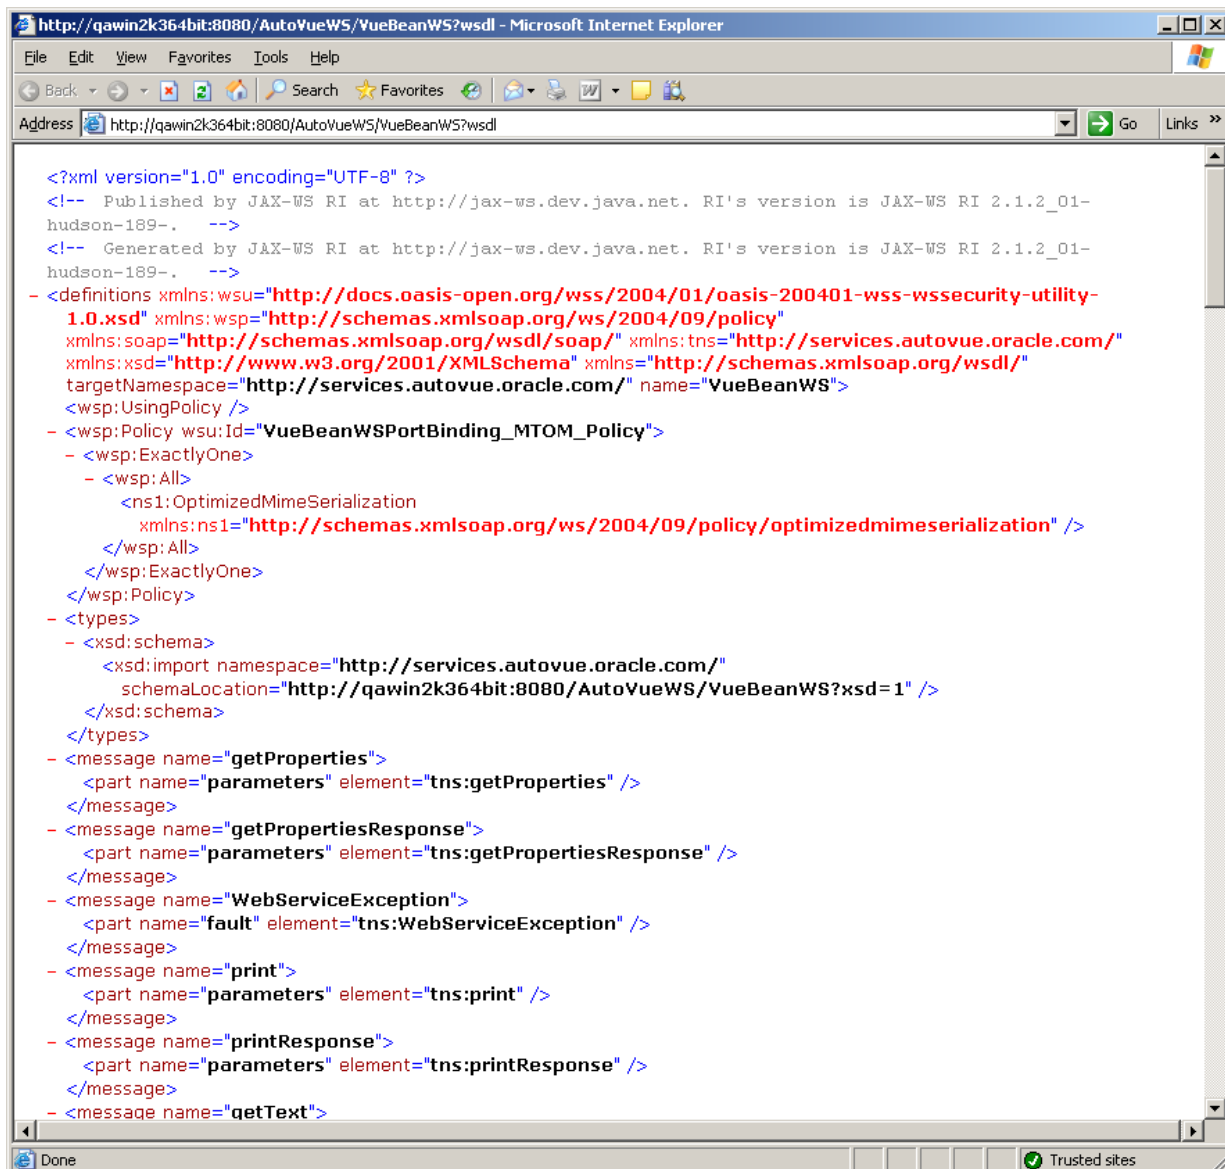 http://qawin2k364bit:8080/AutoVueWS/VueBeanWS?wsdl - Microsoft Internet Explorer
File Edit View Favorites Tools Help
Back Search Favorites
Address http://qawin2k364bit:8080/AutoVueWS/VueBeanWS?wsdl Go Links »
<?xml version="1.0" encoding="UTF-8" ?>
<!-- Published by JAX-WS RI at http://jax-ws.dev.java.net. RI's version is JAX-WS RI 2.1.2_01-
hudson-189-. -->
<!-- Generated by JAX-WS RI at http://jax-ws.dev.java.net. RI's version is JAX-WS RI 2.1.2_01-
hudson-189-. -->
- <definitions xmlns:wsu="http://docs.oasis-open.org/wss/2004/01/oasis-200401-wss-wssecurity-utility-
1.0.xsd" xmlns:wsp="http://schemas.xmlsoap.org/ws/2004/09/policy"
xmlns:soap="http://schemas.xmlsoap.org/wsdl/soap/" xmlns:tns="http://services.autovue.oracle.com/"
xmlns:xsd="http://www.w3.org/2001/XMLSchema" xmlns="http://schemas.xmlsoap.org/wsdl/"
targetNamespace="http://services.autovue.oracle.com/" name="VueBeanWS">
<wsp:UsingPolicy />
- <wsp:Policy wsu:Id="VueBeanWSPortBinding_MTOM_Policy">
- <wsp:ExactlyOne>
- <wsp:All>
<ns1:OptimizedMimeSerialization
xmlns:ns1="http://schemas.xmlsoap.org/ws/2004/09/policy/optimizedmimeserialization" />
</wsp:All>
</wsp:ExactlyOne>
</wsp:Policy>
- <types>
- <xsd:schema>
<xsd:import namespace="http://services.autovue.oracle.com/"
schemaLocation="http://qawin2k364bit:8080/AutoVueWS/VueBeanWS?xsd=1" />
</xsd:schema>
</types>
- <message name="getProperties">
<part name="parameters" element="tns:getProperties" />
</message>
- <message name="getPropertiesResponse">
<part name="parameters" element="tns:getPropertiesResponse" />
</message>
- <message name="WebServiceException">
<part name="fault" element="tns:WebServiceException" />
</message>
- <message name="print">
<part name="parameters" element="tns:print" />
</message>
- <message name="printResponse">
<part name="parameters" element="tns:printResponse" />
</message>
- <message name="getText">
Done Trusted sites